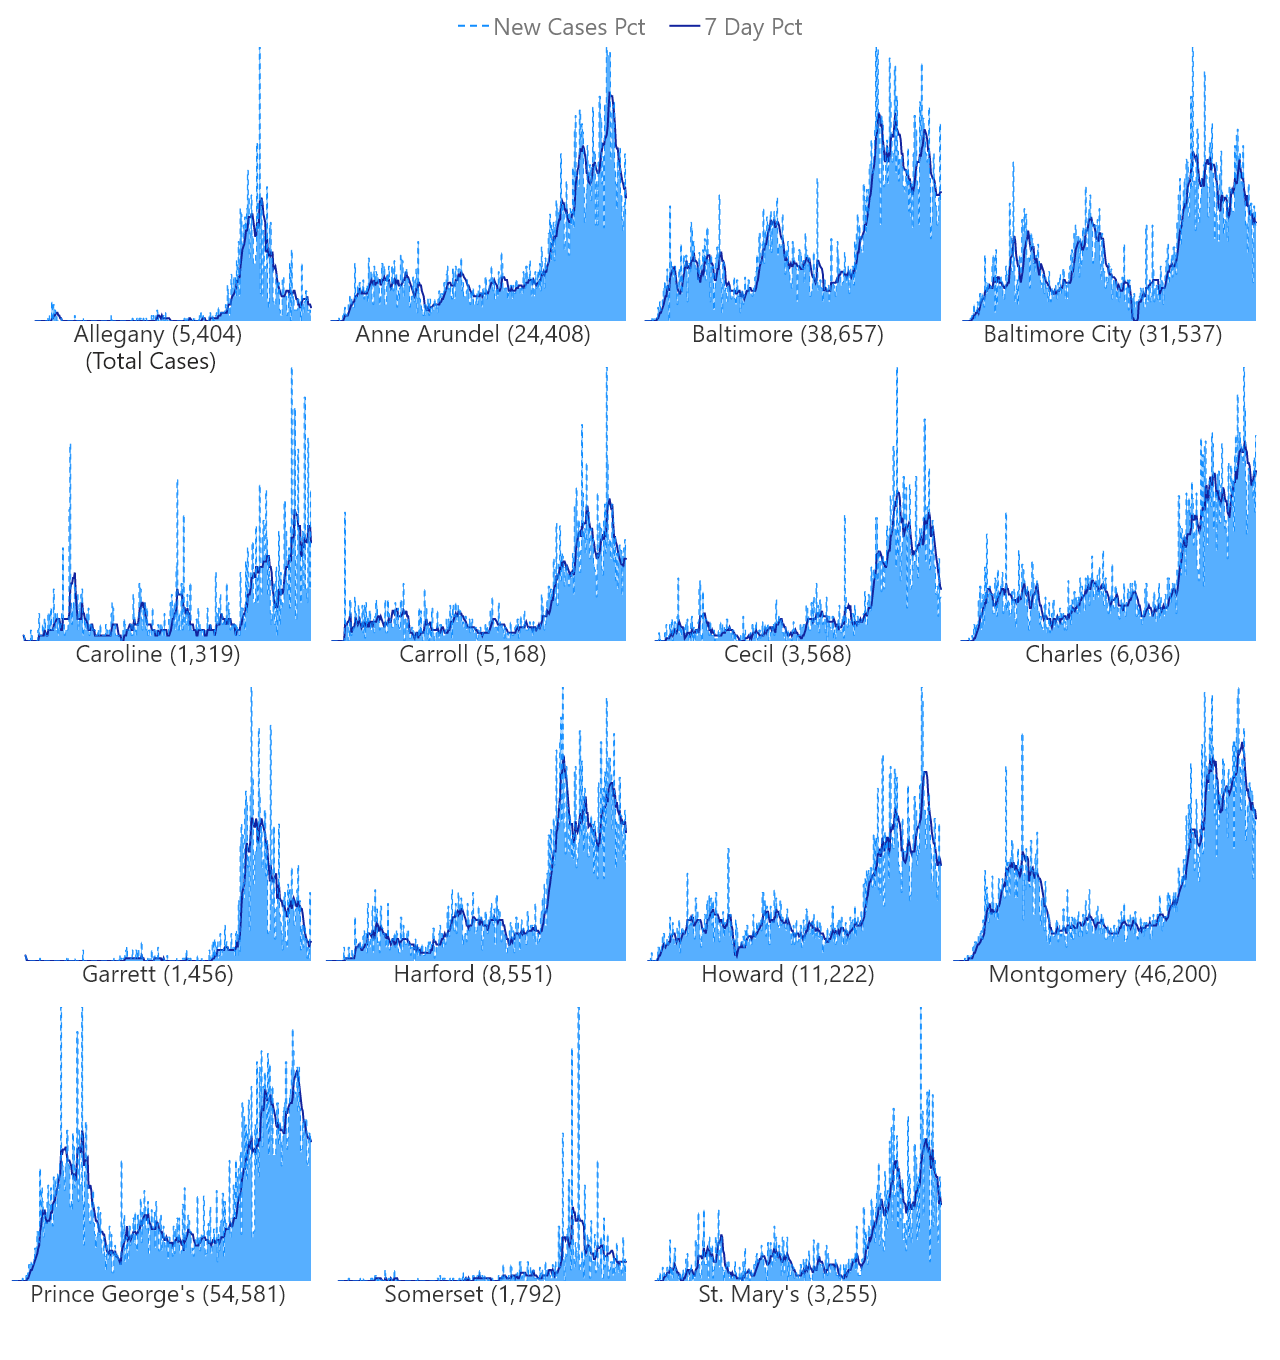 New Cases Pct 7 Day Pct
Allegany (5,404)
(Total Cases)
Anne Arundel (24,408)
Baltimore (38,657)
Baltimore City (31,537)
Caroline (1,319)
Carroll (5,168)
Cecil (3,568)
Charles (6,036)
Garrett (1,456)
Harford (8,551)
Howard (11,222)
Montgomery (46,200)
Prince George's (54,581)
Somerset (1,792)
St. Mary's (3,255)